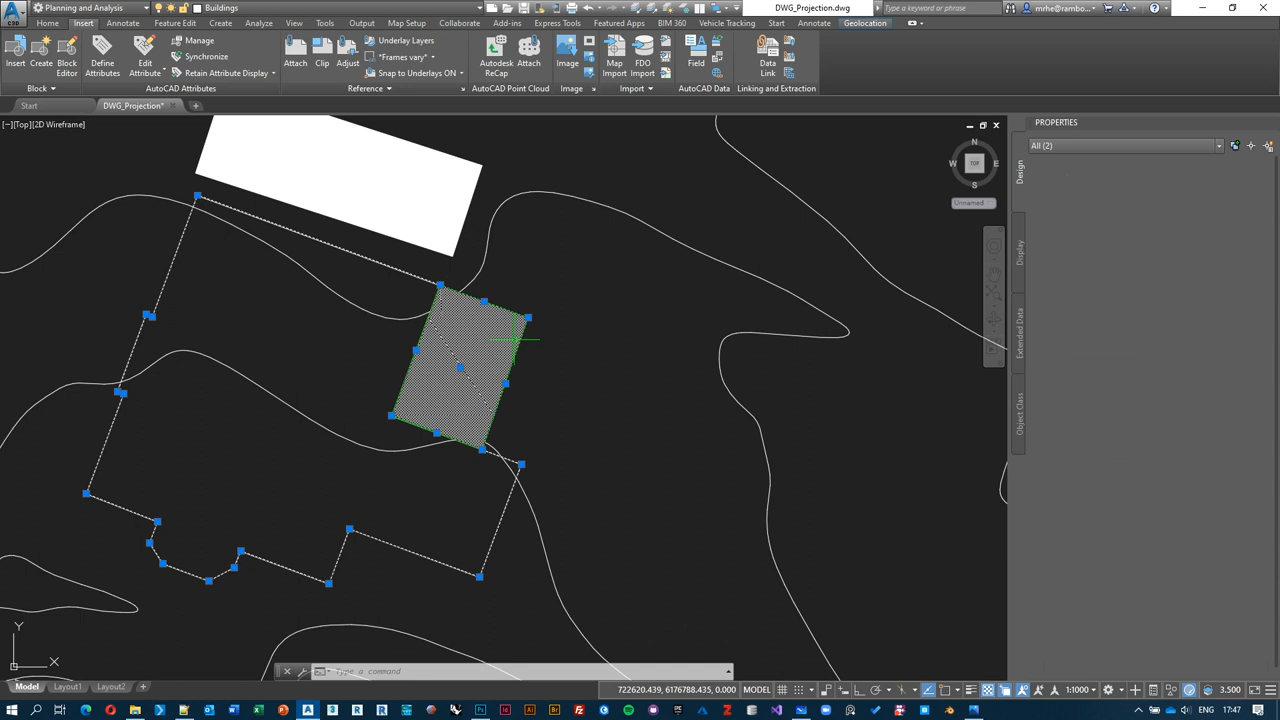 Planning and Analysis
Buildings
DWG_Projection.dwg
Type a keyword or phrase
mrhe@rambo...
C3D
Home Insert Annotate Feature Edit Create Analyze View Tools Output Map Setup Collaborate Add-ins Express Tools Featured Apps BIM 360 Vehicle Tracking Start Annotate Geolocation
Insert
Create
Block Editor
Define Attributes
Edit Attribute
Manage
Synchronize
Retain Attribute Display
Attach
Clip
Adjust
Underlay Layers
*Frames vary*
Snap to Underlays ON
Autodesk ReCap
Attach
Image
Map Import
FDO Import
Field
Data Link
Block AutoCAD Attributes Reference AutoCAD Point Cloud Image Import AutoCAD Data Linking and Extraction
Start DWG_Projection*
[−][Top][2D Wireframe]
N
W TOP E
S
Unnamed
PROPERTIES
All (2)
Design
Display
Extended Data
Object Class
Y
X
Type a command
Model Layout1 Layout2
722620.439, 6176788.435, 0.000 MODEL 1:1000 3.500
ENG 17:47